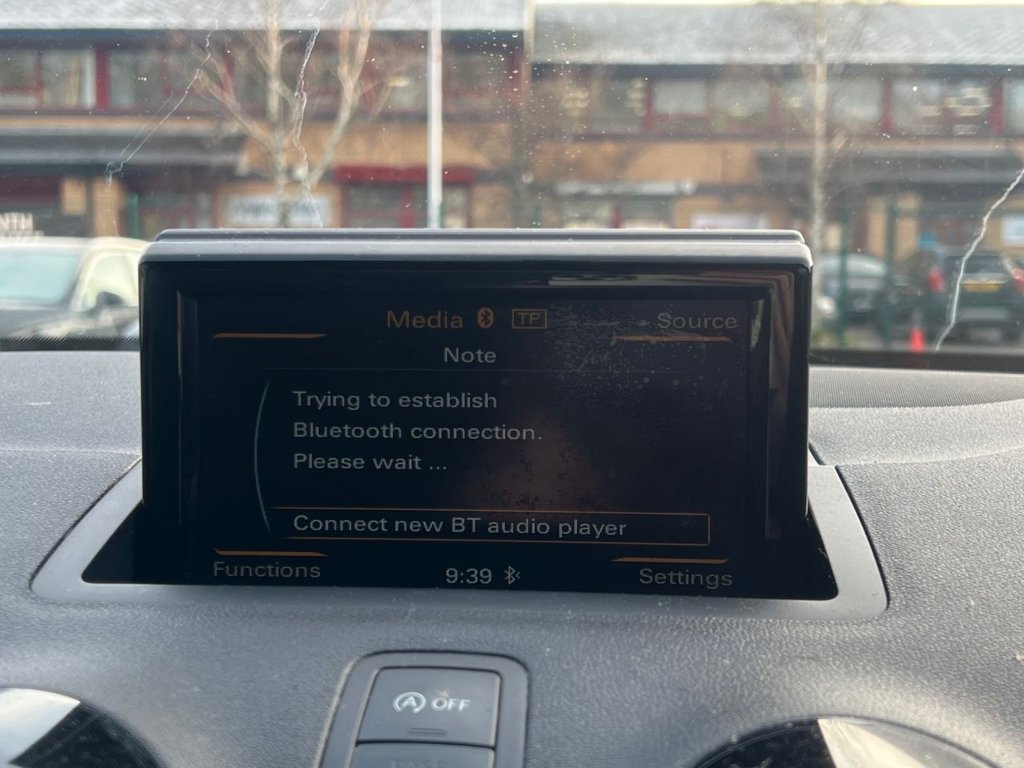 Media TP Source
Note
Trying to establish
Bluetooth connection.
Please wait ...
Connect new BT audio player
Functions 9:39 Settings
A OFF